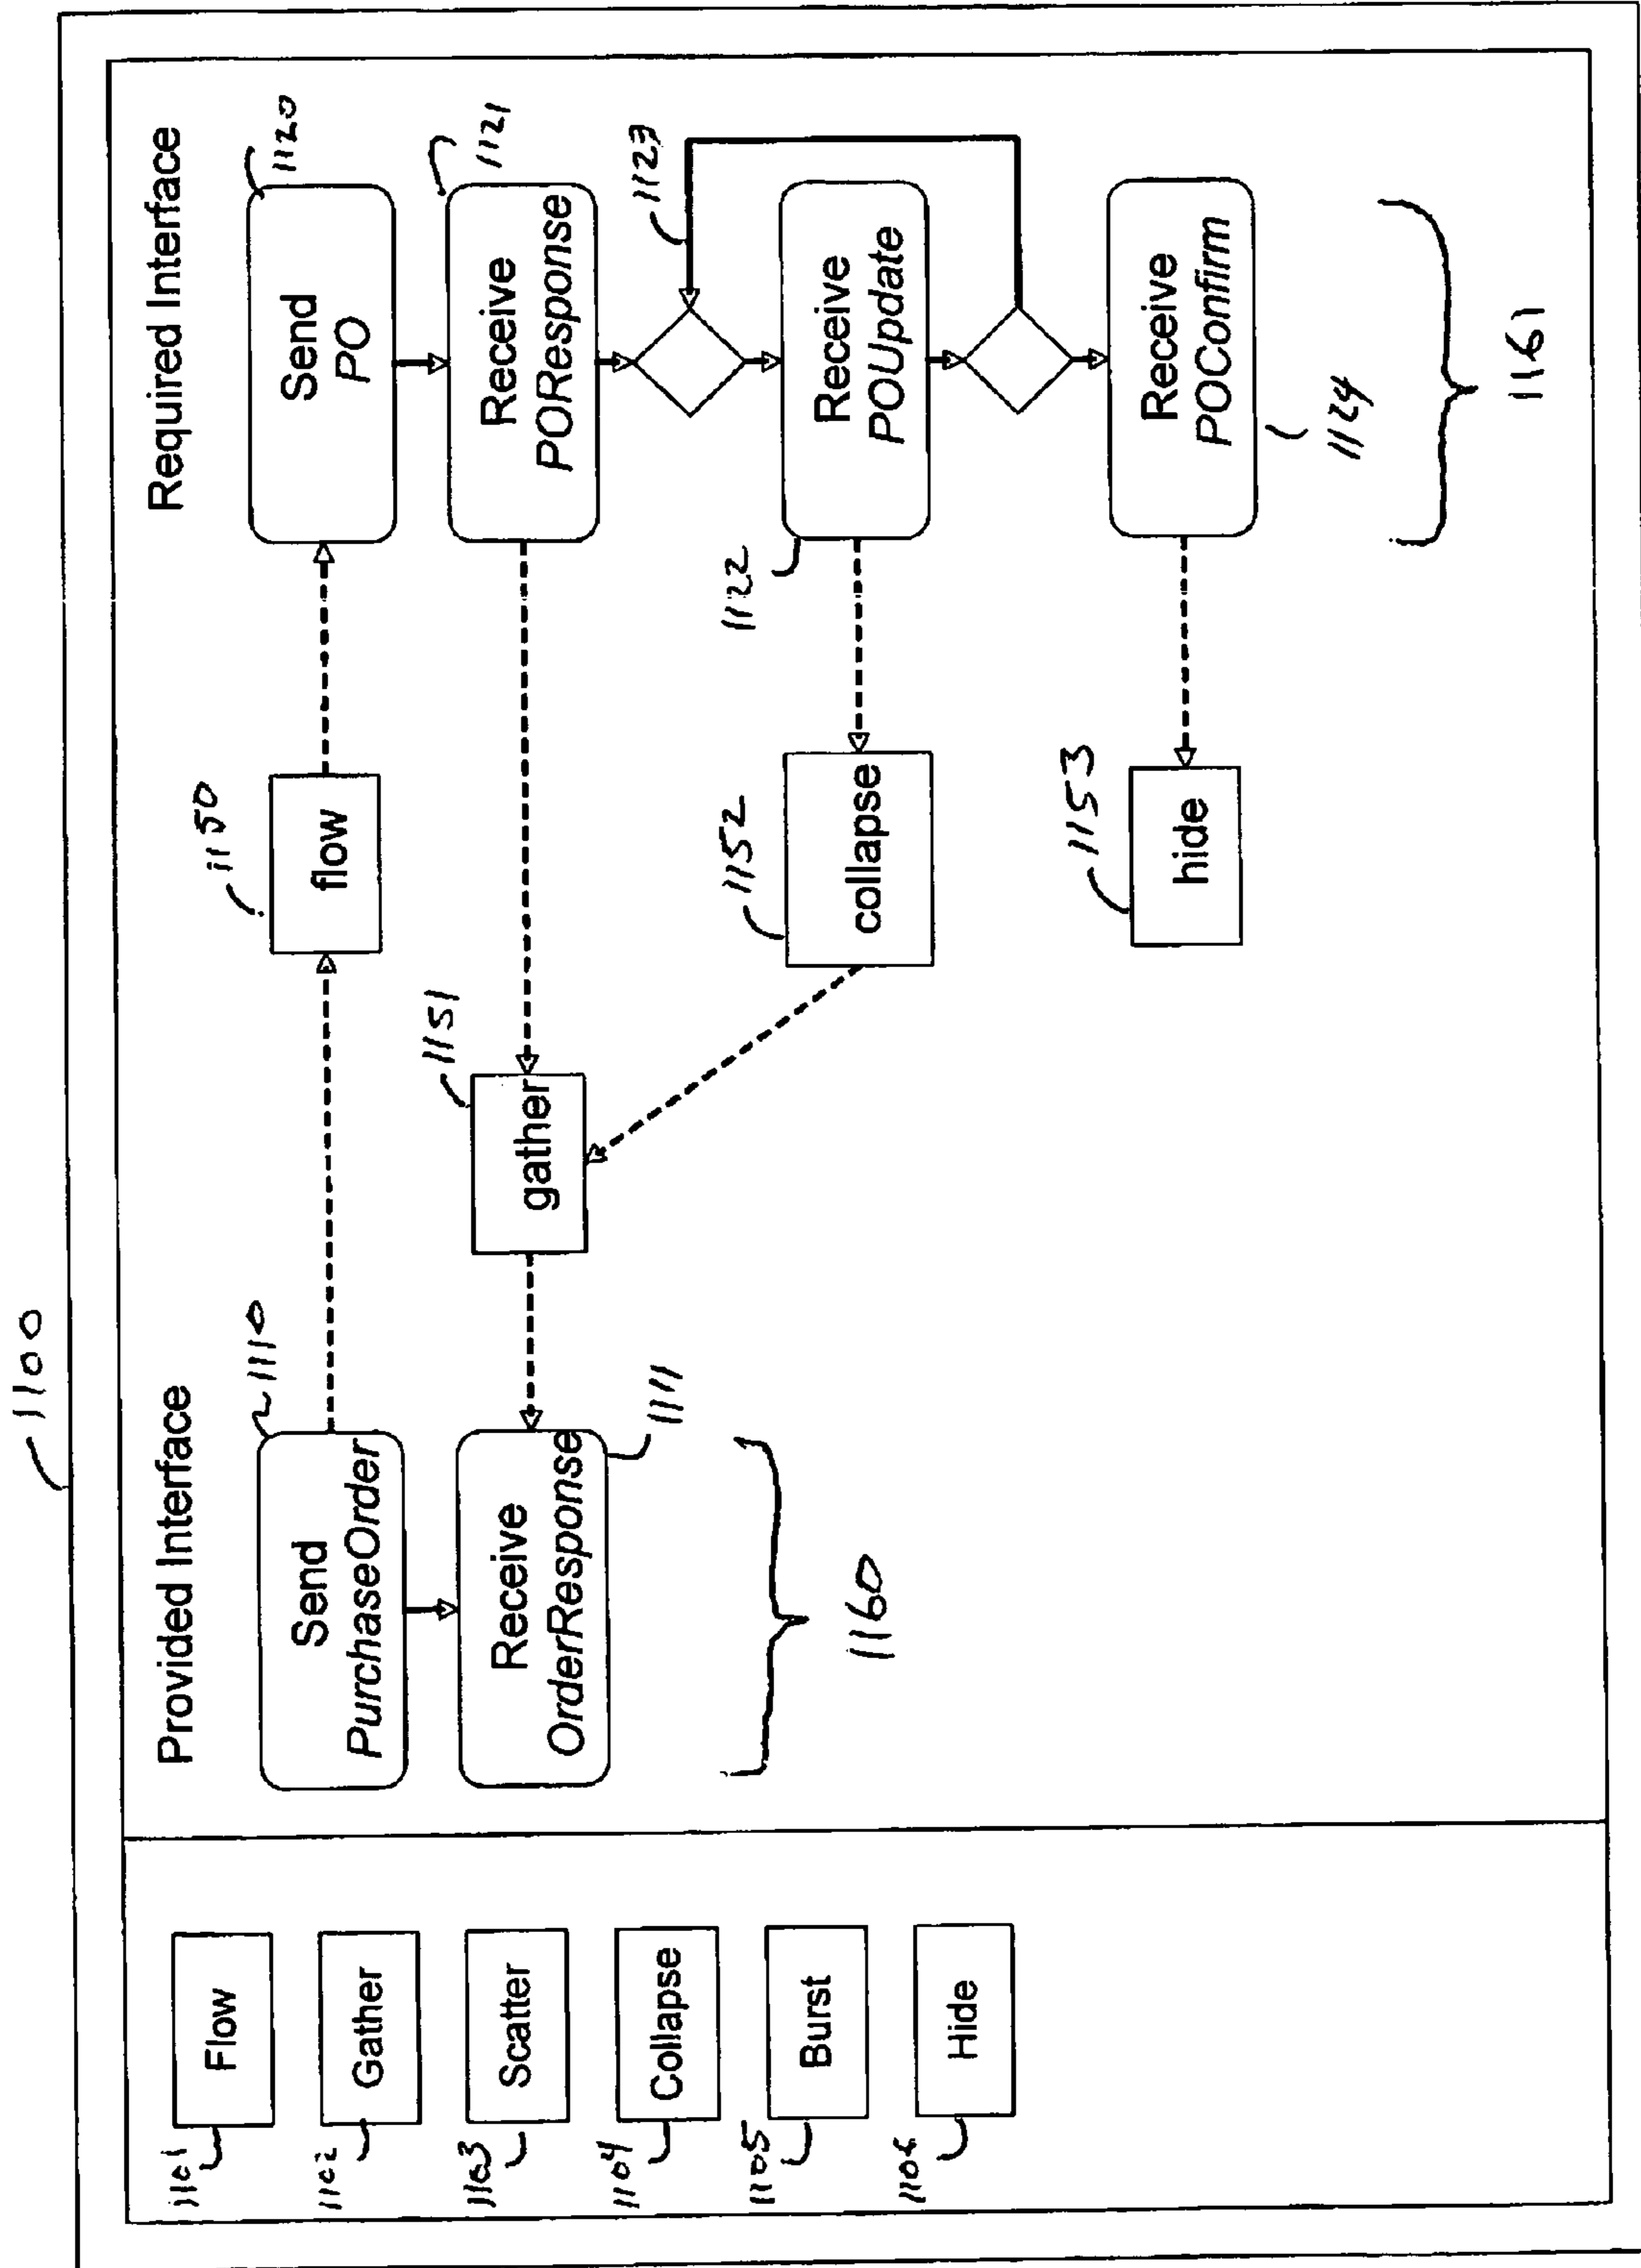 1100
Provided Interface
Required Interface
1101
Flow
1102
Gather
1103
Scatter
1104
Collapse
1105
Burst
1106
Hide
Send
PurchaseOrder
1110
Receive
OrderResponse
1111
1160
flow
1150
gather
1151
collapse
1152
hide
1153
Send
PO
1120
Receive
POResponse
1121
1123
Receive
POUpdate
1122
Receive
POConfirm
1124
1161